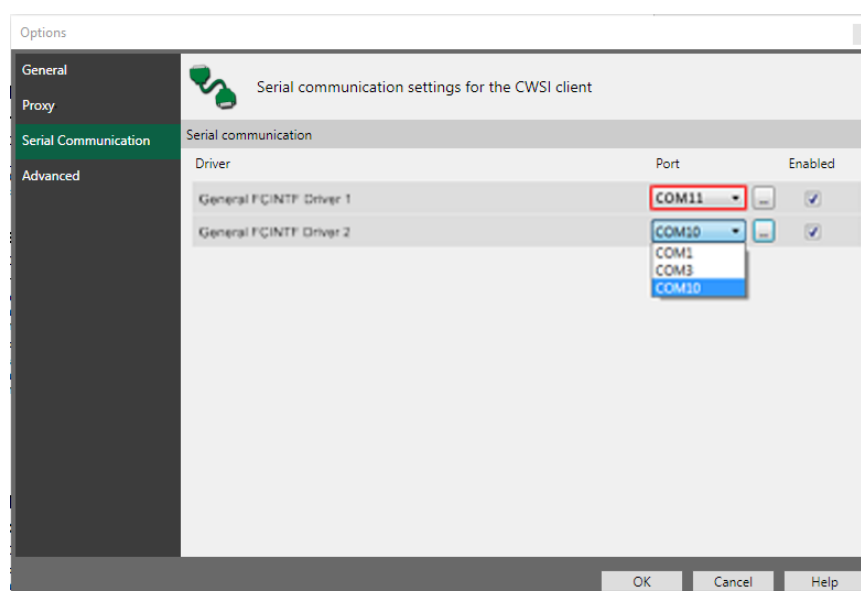 Options
General
Proxy
Serial Communication
Advanced
Serial communication settings for the CWSI client
Serial communication
Driver Port Enabled
General FCINTF Driver 1 COM11 ...
General FCINTF Driver 2 COM10 ...
COM1
COM3
COM10
OK Cancel Help